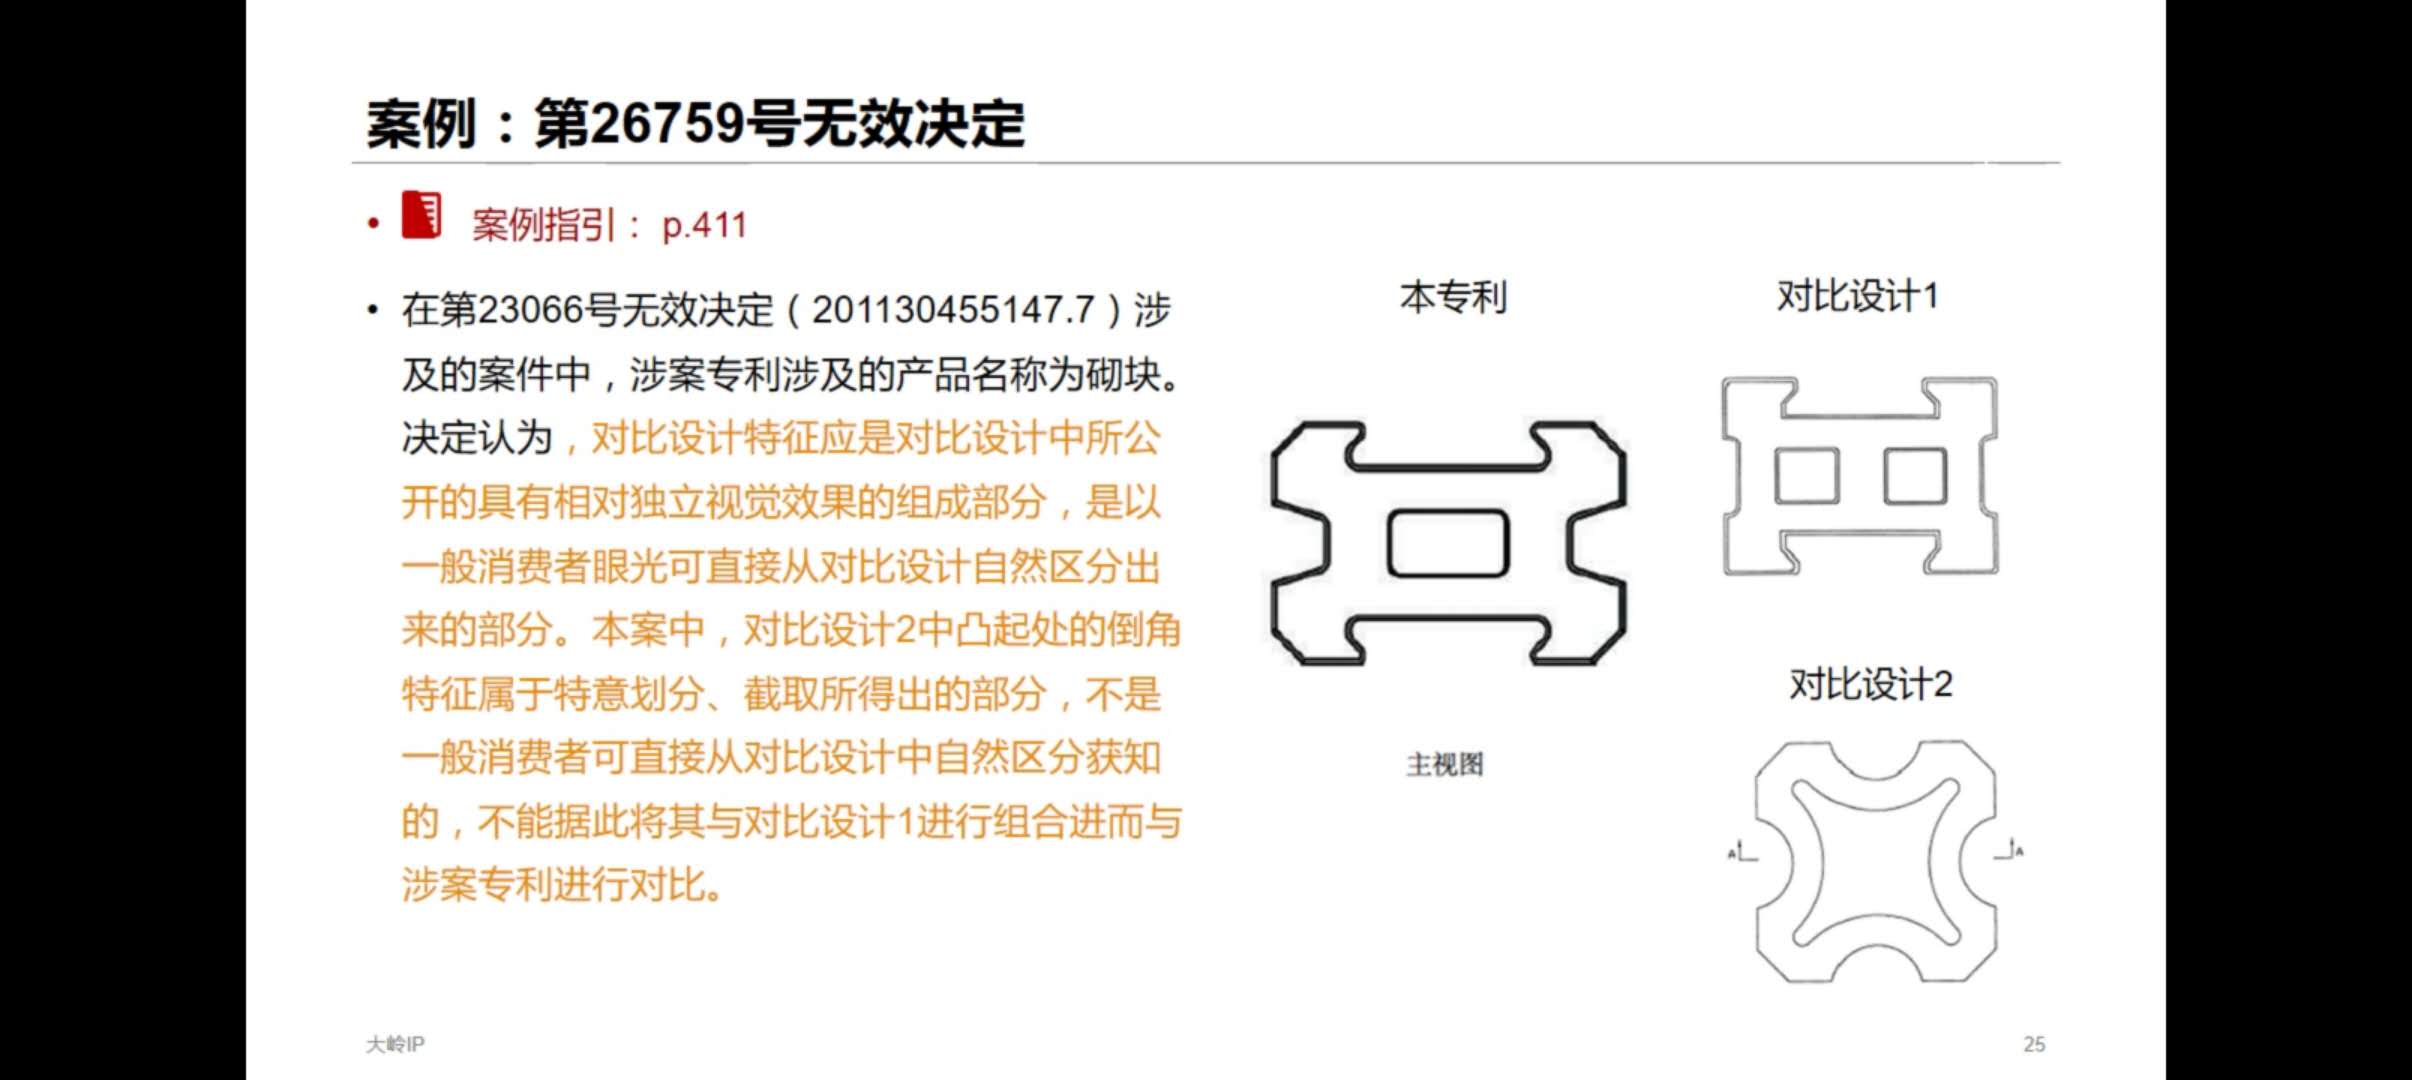 案例：第26759号无效决定
• 案例指引： p.411
• 在第23066号无效决定（201130455147.7）涉
及的案件中，涉案专利涉及的产品名称为砌块。
决定认为，对比设计特征应是对比设计中所公
开的具有相对独立视觉效果的组成部分，是以
一般消费者眼光可直接从对比设计自然区分出
来的部分。本案中，对比设计2中凸起处的倒角
特征属于特意划分、截取所得出的部分，不是
一般消费者可直接从对比设计中自然区分获知
的，不能据此将其与对比设计1进行组合进而与
涉案专利进行对比。
本专利
主视图
对比设计1
对比设计2
A
A
大岭IP
25